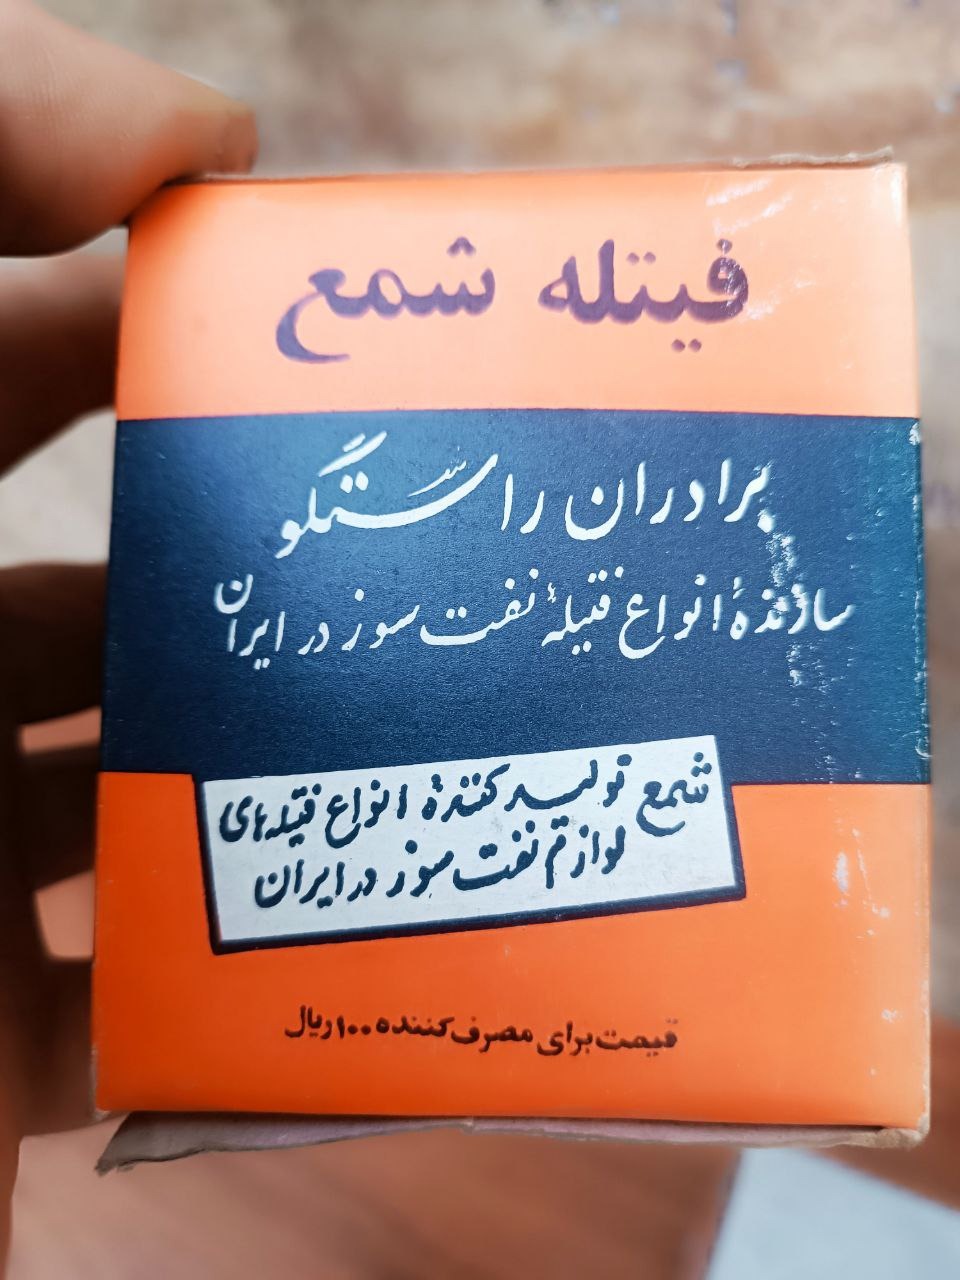 فیتله شمع
برادران راستگو
سازندهٔ انواع فتیلهٔ نفت سوز در ایران
شمع تولید کنندهٔ انواع فتیله‌های
لوازم نفت سوز در ایران
قیمت برای مصرف کننده ۱۰۰ ریال